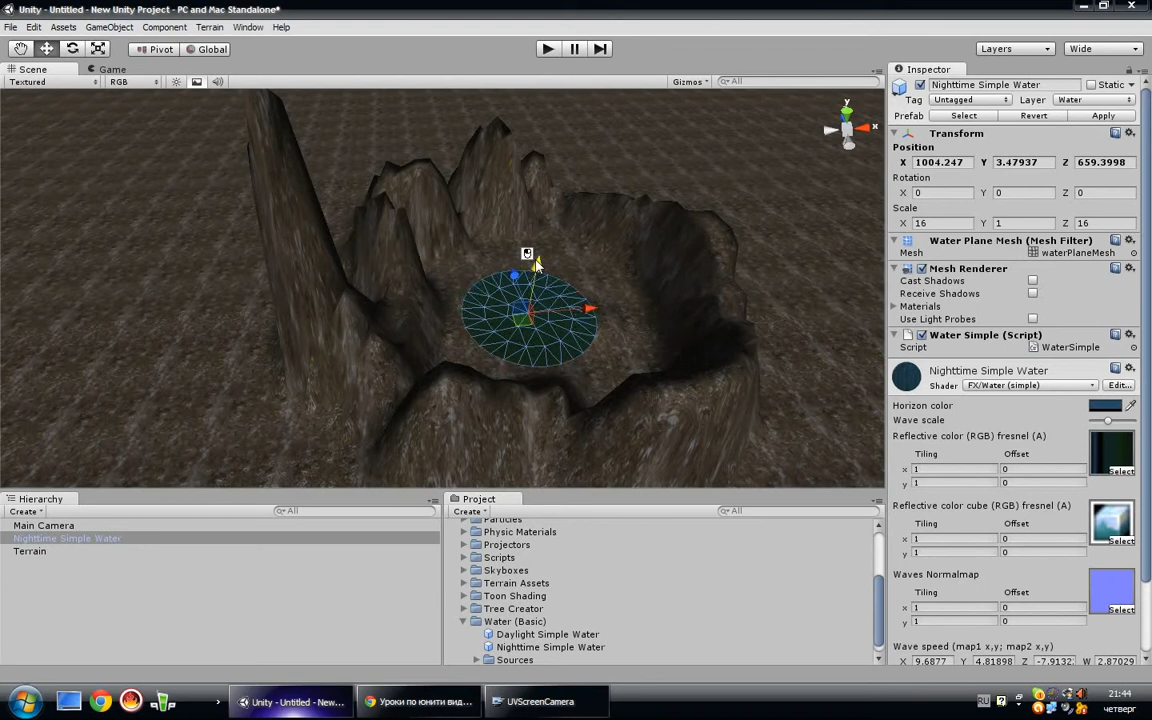 Unity - Untitled - New Unity Project - PC and Mac Standalone*
File Edit Assets GameObject Component Terrain Window Help
Pivot Global Layers Wide
Scene Game
Textured RGB Gizmos All
y
x
Inspector
Nighttime Simple Water Static
Tag Untagged Layer Water
Prefab Select Revert Apply
Transform
Position
X 1004.247 Y 3.47937 Z 659.3998
Rotation
X 0 Y 0 Z 0
Scale
X 16 Y 1 Z 16
Water Plane Mesh (Mesh Filter)
Mesh waterPlaneMesh
Mesh Renderer
Cast Shadows
Receive Shadows
Materials
Use Light Probes
Water Simple (Script)
Script WaterSimple
Nighttime Simple Water
Shader FX/Water (simple) Edit...
Horizon color
Wave scale
Reflective color (RGB) fresnel (A)
Tiling Offset
x 1 0
y 1 0
Select
Reflective color cube (RGB) fresnel (A)
Tiling Offset
x 1 0
y 1 0
Select
Waves Normalmap
Tiling Offset
x 1 0
y 1 0
Select
Wave speed (map1 x,y; map2 x,y)
X 9.6877 Y 4.81898 Z -7.9132 W 2.87029
Hierarchy
Create All
Main Camera
Nighttime Simple Water
Terrain
Project
Create All
Particles
Physic Materials
Projectors
Scripts
Skyboxes
Terrain Assets
Toon Shading
Tree Creator
Water (Basic)
Daylight Simple Water
Nighttime Simple Water
Sources
Unity - Untitled - New...
Уроки по юнити вид...
UVScreenCamera
RU
21:44
четверг